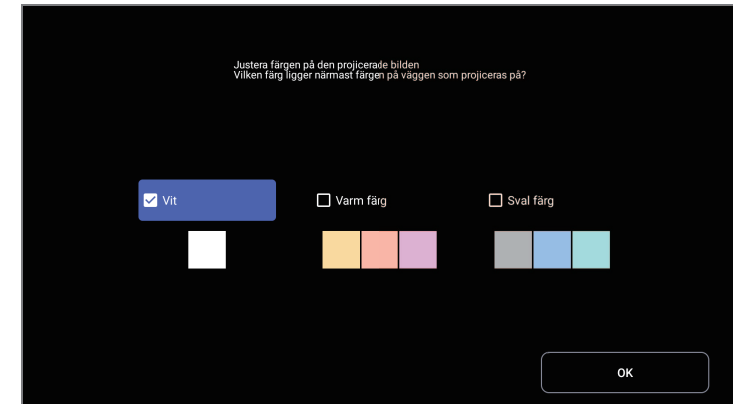 Justera färgen på den projicerade bilden
Vilken färg ligger närmast färgen på väggen som projiceras på?
Vit
Varm färg
Sval färg
OK